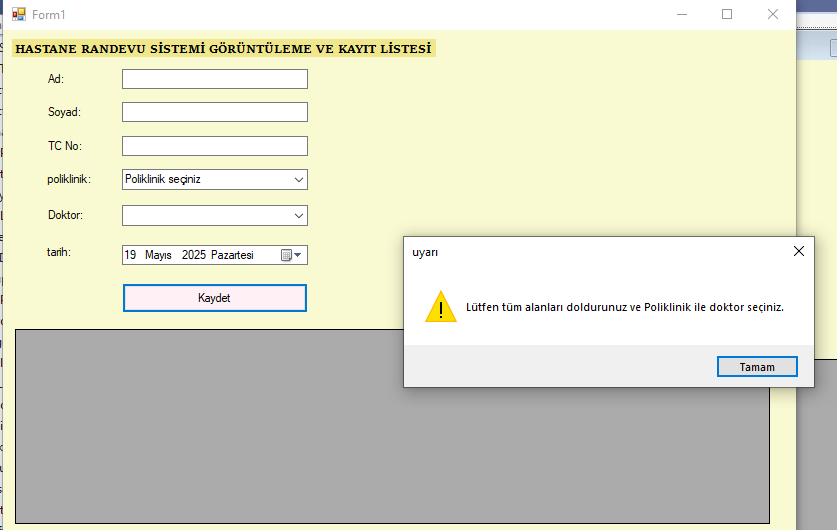 Form1
HASTANE RANDEVU SİSTEMİ GÖRÜNTÜLEME VE KAYIT LİSTESİ
Ad:
Soyad:
TC No:
poliklinik:
Poliklinik seçiniz
Doktor:
tarih:
19 Mayıs 2025 Pazartesi
Kaydet
uyarı
Lütfen tüm alanları doldurunuz ve Poliklinik ile doktor seçiniz.
Tamam